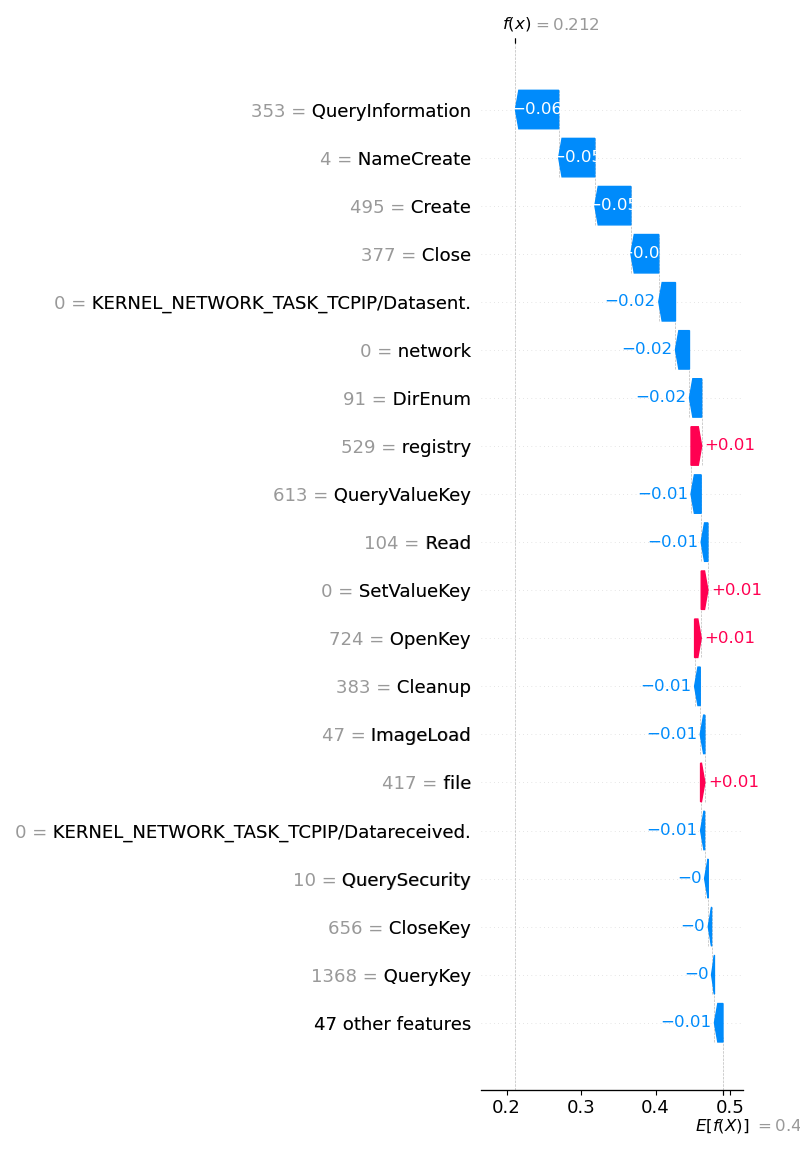 f(x) = 0.212
353 = QueryInformation
−0.06
4 = NameCreate
−0.05
495 = Create
−0.05
377 = Close
−0.0
0 = KERNEL_NETWORK_TASK_TCPIP/Datasent.
−0.02
0 = network
−0.02
91 = DirEnum
−0.02
529 = registry
+0.01
613 = QueryValueKey
−0.01
104 = Read
−0.01
0 = SetValueKey
+0.01
724 = OpenKey
+0.01
383 = Cleanup
−0.01
47 = ImageLoad
−0.01
417 = file
+0.01
0 = KERNEL_NETWORK_TASK_TCPIP/Datareceived.
−0.01
10 = QuerySecurity
−0
656 = CloseKey
−0
1368 = QueryKey
−0
47 other features
−0.01
0.2 0.3 0.4 0.5
E[f(X)] = 0.4